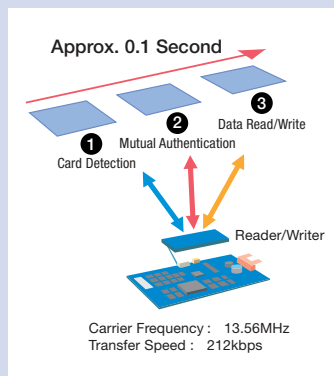 Approx. 0.1 Second
3
Data Read/Write
2
Mutual Authentication
1
Card Detection
Reader/Writer
Carrier Frequency : 13.56MHz
Transfer Speed : 212kbps